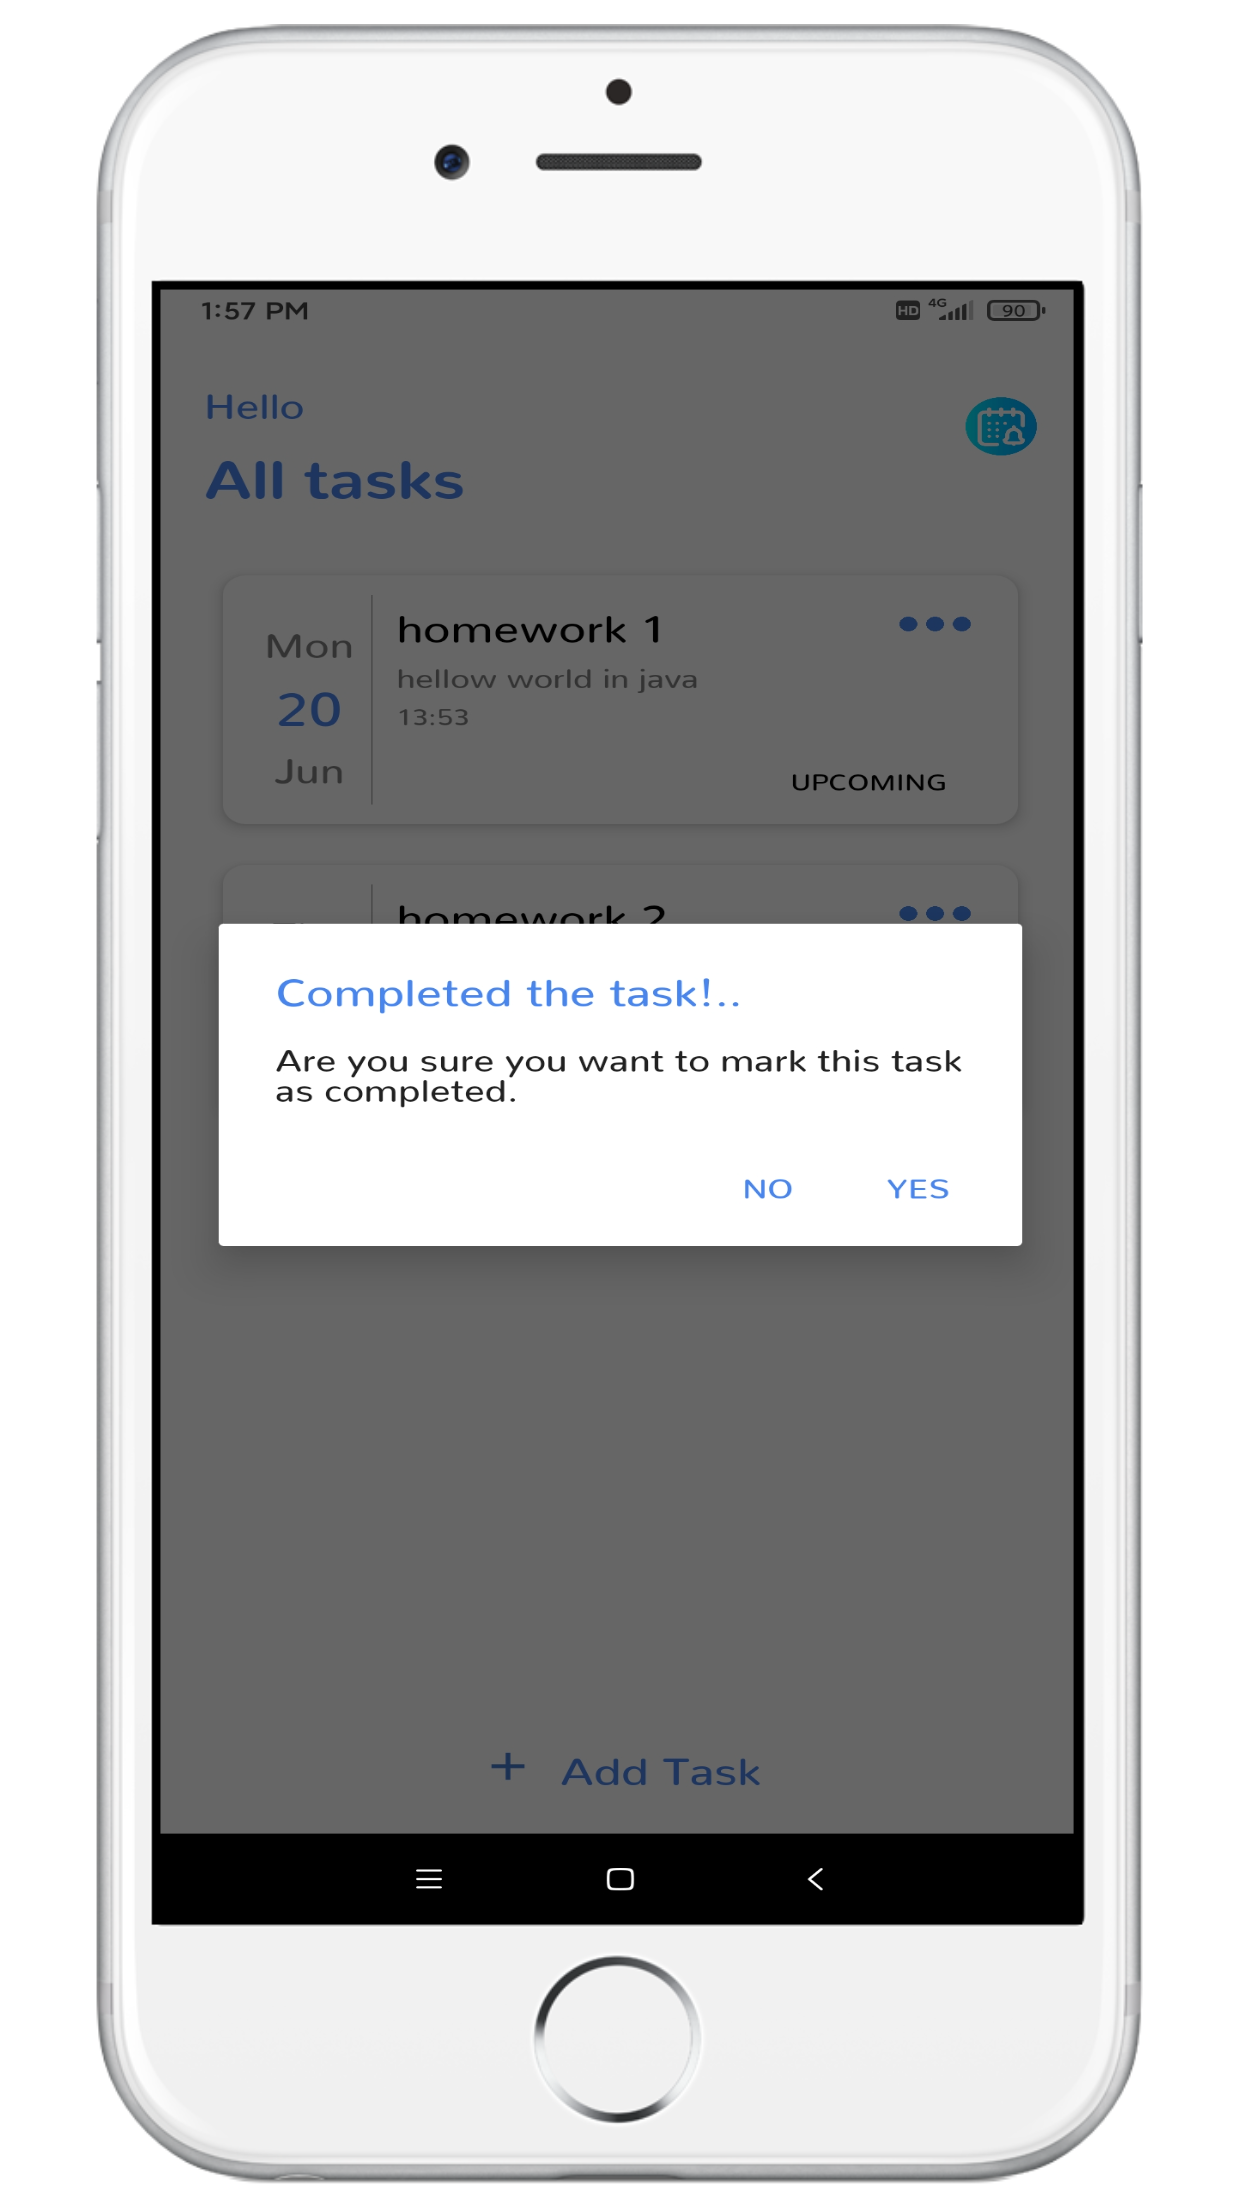 1:57 PM
HD 4G 90
Hello
All tasks
homework 1
Mon
hellow world in java
20
13:53
Jun
UPCOMING
homework 2
Completed the task!..
Are you sure you want to mark this task
as completed.
NO YES
+ Add Task